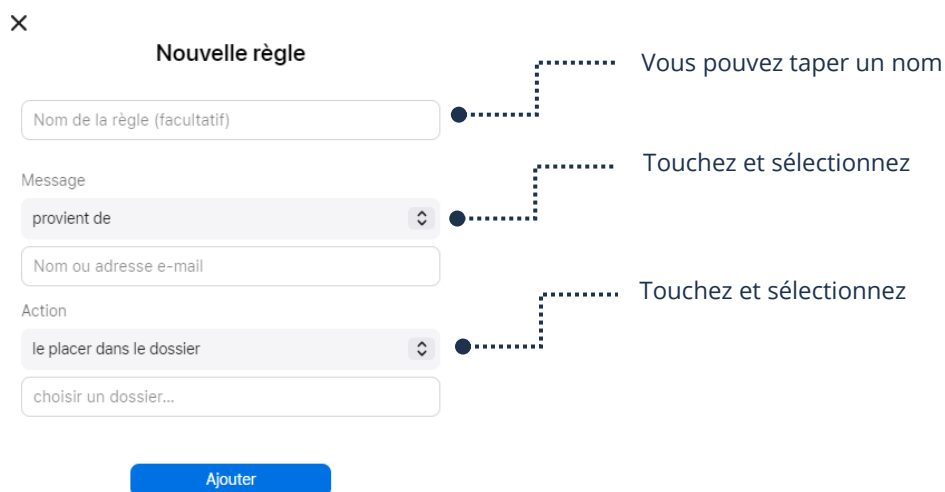 Nouvelle règle
Vous pouvez taper un nom
Nom de la règle (facultatif)
Touchez et sélectionnez
Message
provient de
Nom ou adresse e-mail
Touchez et sélectionnez
Action
le placer dans le dossier
choisir un dossier...
Ajouter